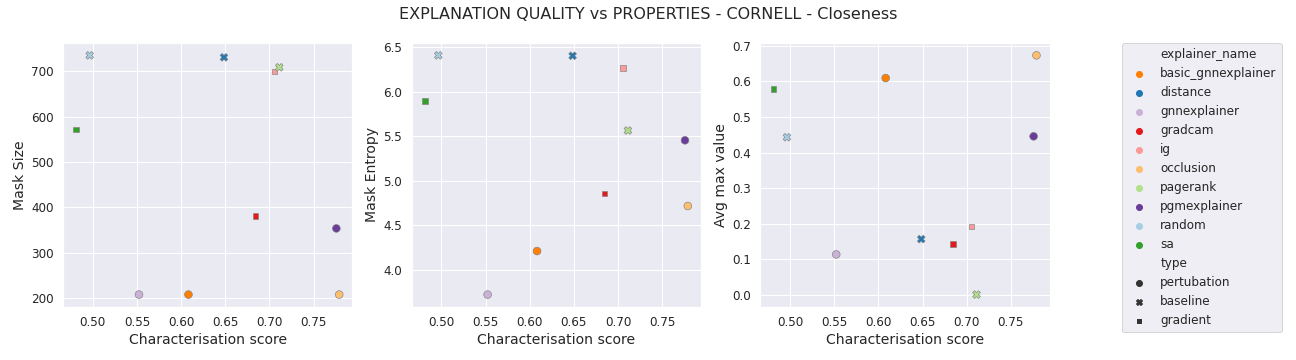 EXPLANATION QUALITY vs PROPERTIES - CORNELL - Closeness
Mask Size
700
600
500
400
300
200
0.50 0.55 0.60 0.65 0.70 0.75
Characterisation score
Mask Entropy
6.5
6.0
5.5
5.0
4.5
4.0
0.50 0.55 0.60 0.65 0.70 0.75
Characterisation score
Avg max value
0.7
0.6
0.5
0.4
0.3
0.2
0.1
0.0
0.50 0.55 0.60 0.65 0.70 0.75
Characterisation score
explainer_name
basic_gnnexplainer
distance
gnnexplainer
gradcam
ig
occlusion
pagerank
pgmexplainer
random
sa
type
pertubation
baseline
gradient